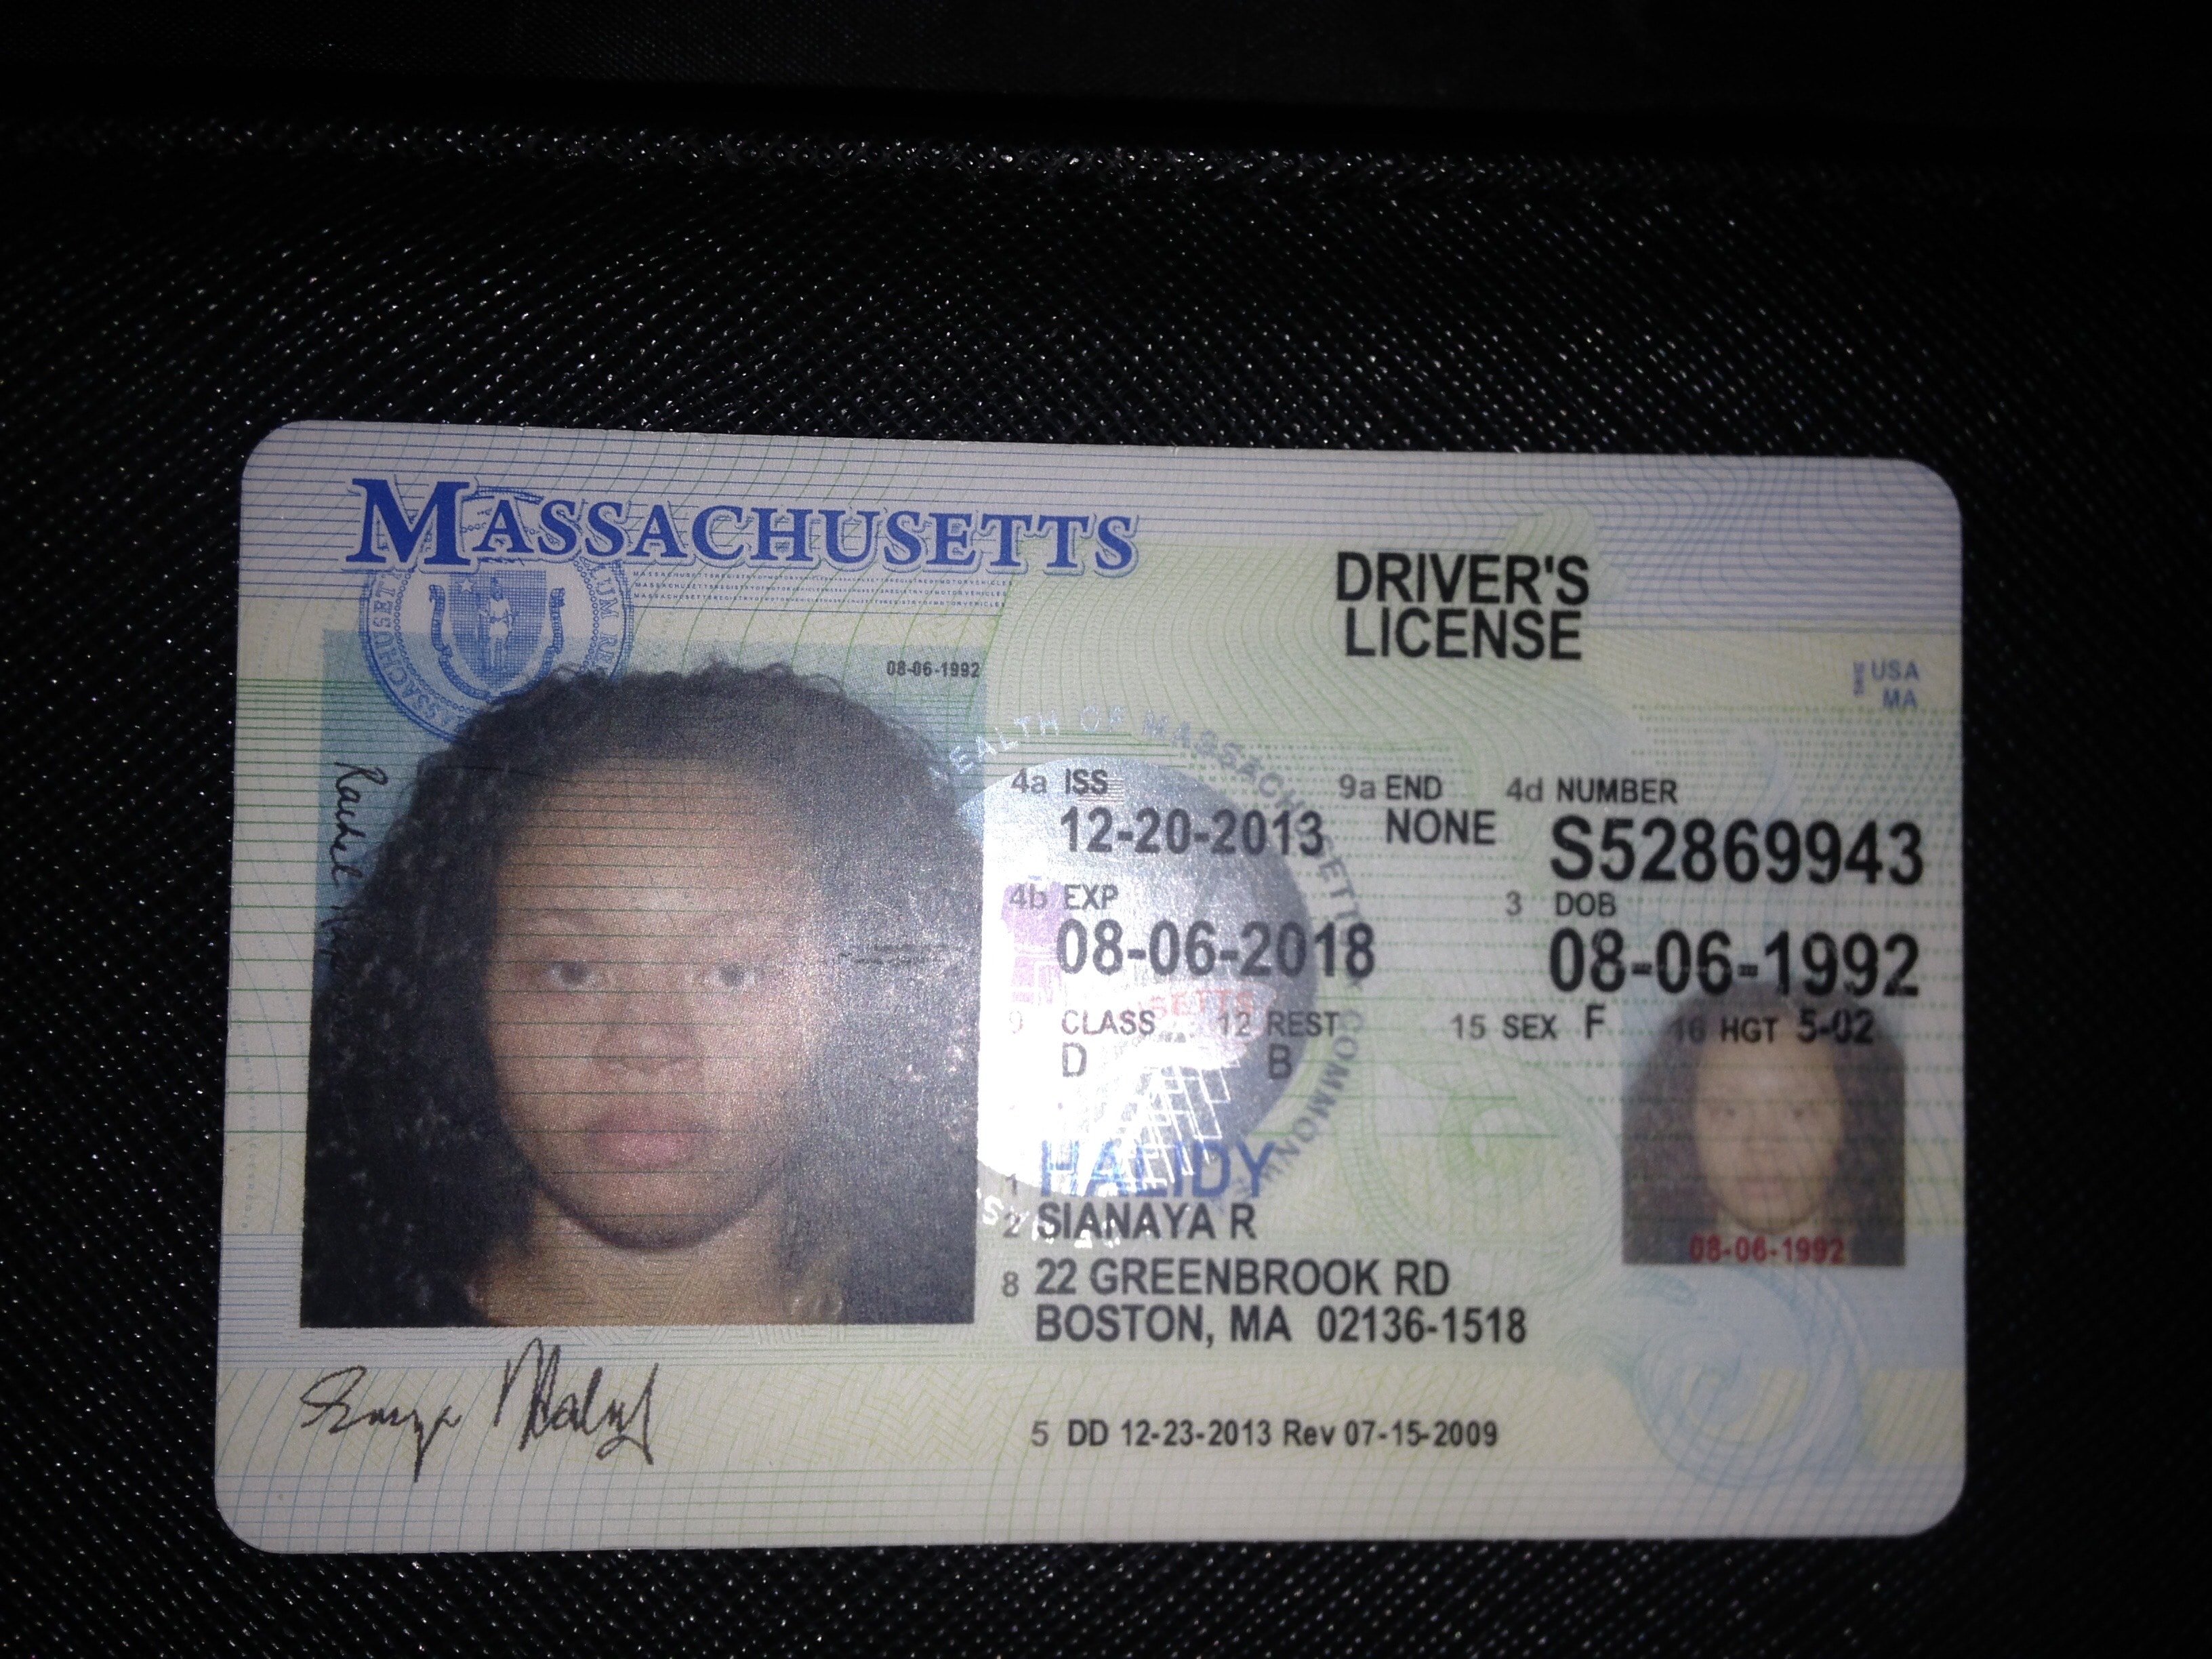 MASSACHUSETTS
DRIVER'S
LICENSE
08-06-1992
USA
MA
4a ISS
12-20-2013
9a END
NONE
4d NUMBER
S52869943
4b EXP
08-06-2018
3 DOB
08-06-1992
9 CLASS
D
12 REST
B
15 SEX F
16 HGT 5-02
1 HALIDY
2 SIANAYA R
8 22 GREENBROOK RD
BOSTON, MA 02136-1518
08-06-1992
5 DD 12-23-2013 Rev 07-15-2009